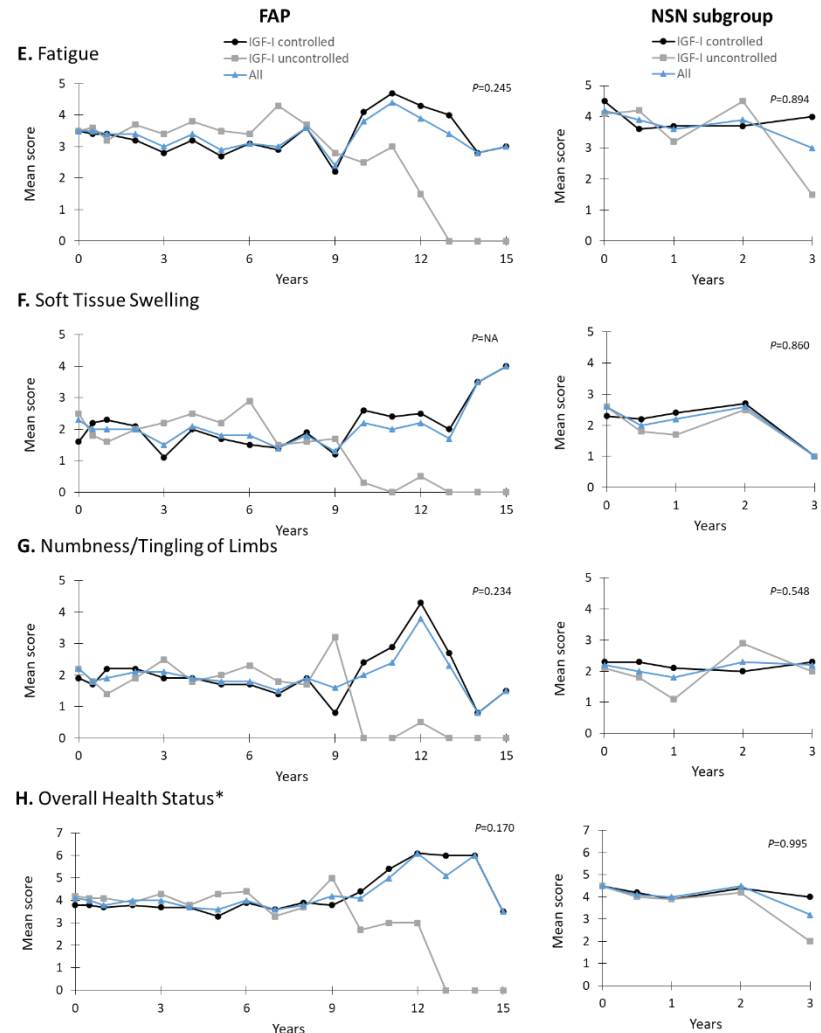 FAP
NSN subgroup
E. Fatigue
IGF-I controlled
IGF-I uncontrolled
All
IGF-I controlled
IGF-I uncontrolled
All
P=0.245
5
4
3
2
1
0
Mean score
0 3 6 9 12 15
Years
P=0.894
5
4
3
2
1
0
Mean score
0 1 2 3
Years
F. Soft Tissue Swelling
P=NA
5
4
3
2
1
0
Mean score
0 3 6 9 12 15
Years
P=0.860
5
4
3
2
1
0
Mean score
0 1 2 3
Years
G. Numbness/Tingling of Limbs
P=0.234
5
4
3
2
1
0
Mean score
0 3 6 9 12 15
Years
P=0.548
5
4
3
2
1
0
Mean score
0 1 2 3
Years
H. Overall Health Status*
P=0.170
7
6
5
4
3
2
1
0
Mean score
0 3 6 9 12 15
Years
P=0.995
7
6
5
4
3
2
1
0
Mean score
0 1 2 3
Years